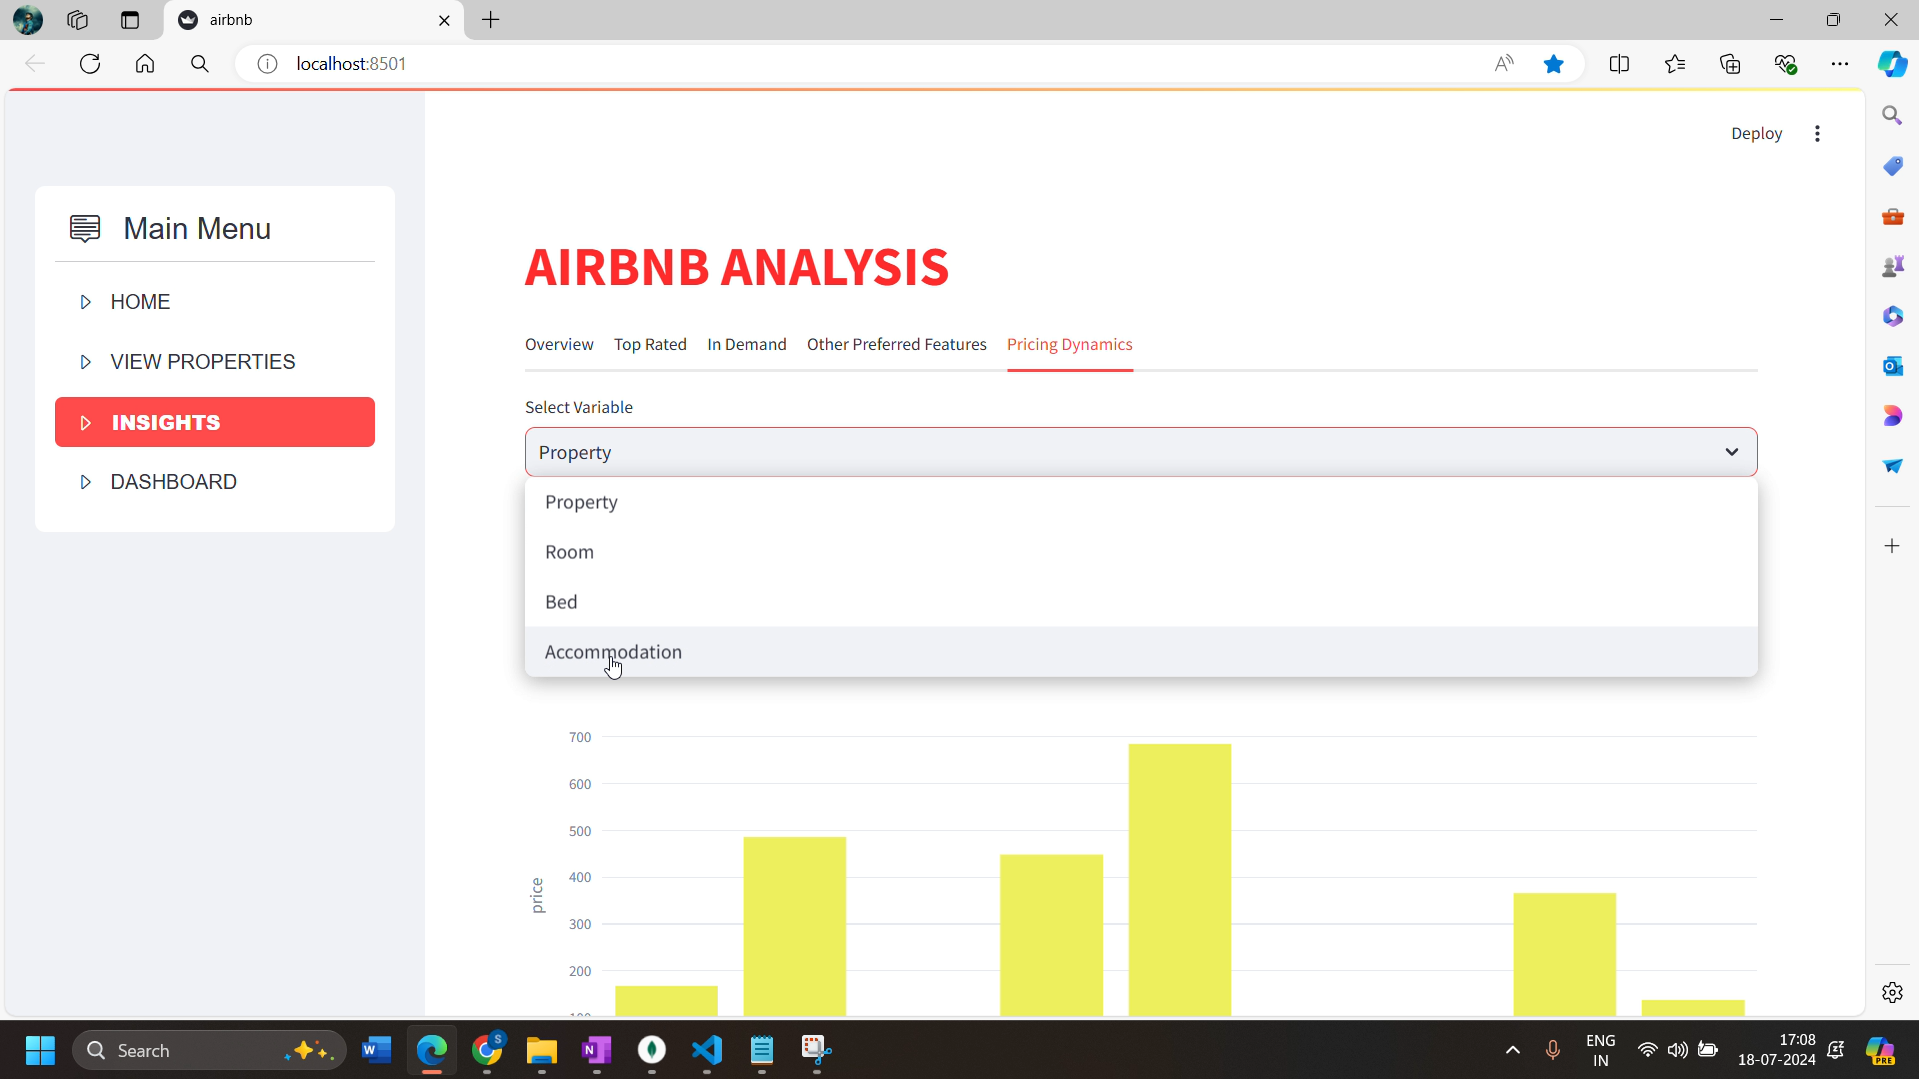 airbnb
localhost:8501
Deploy
Main Menu
HOME
VIEW PROPERTIES
INSIGHTS
DASHBOARD
AIRBNB ANALYSIS
Overview Top Rated In Demand Other Preferred Features Pricing Dynamics
Select Variable
Property
Property
Room
Bed
Accommodation
700
600
500
400
300
200
100
price
Search
S
ENG
IN
17:08
18-07-2024
PRE